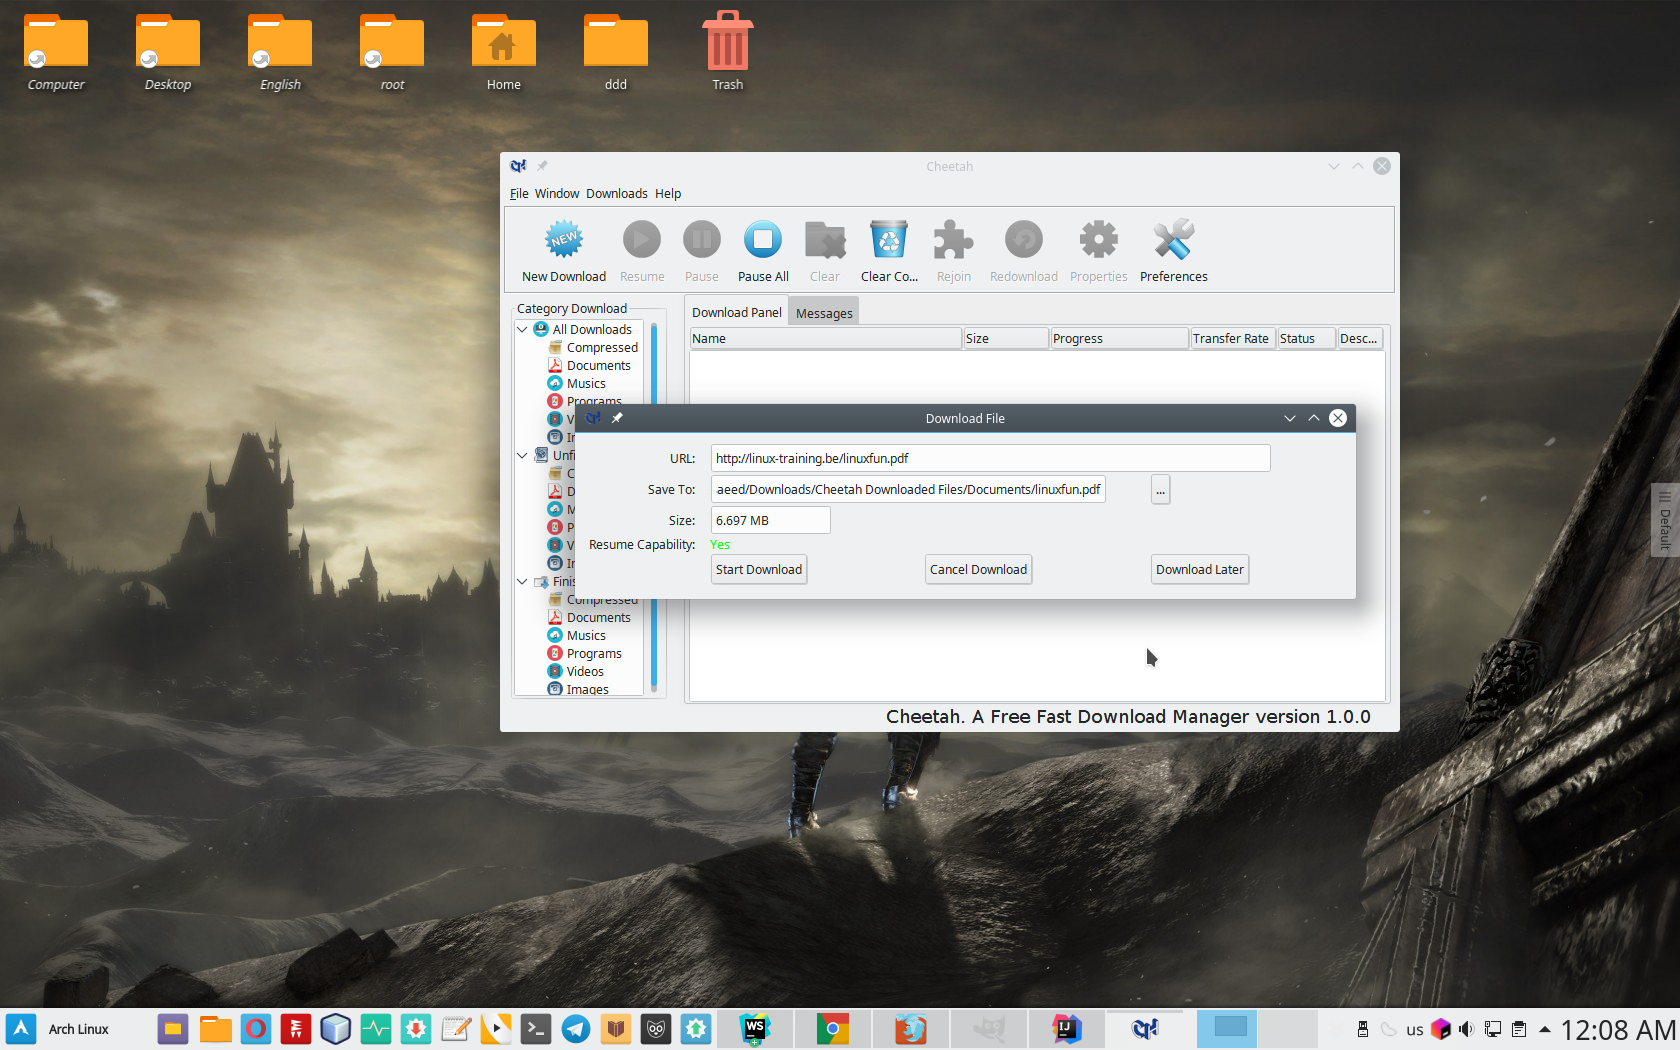 Computer
Desktop
English
root
Home
ddd
Trash
Cheetah
File Window Downloads Help
NEW
New Download
Resume
Pause
Pause All
Clear
Clear Co...
Rejoin
Redownload
Properties
Preferences
Category Download
All Downloads
Compressed
Documents
Musics
Programs
V
Unfi
C
D
M
P
V
Finis
Compressed
Documents
Musics
Programs
Videos
Images
Download Panel
Messages
Name
Size
Progress
Transfer Rate
Status
Desc...
Download File
URL: http://linux-training.be/linuxfun.pdf
Save To: aeed/Downloads/Cheetah Downloaded Files/Documents/linuxfun.pdf ...
Size: 6.697 MB
Resume Capability: Yes
Start Download
Cancel Download
Download Later
Cheetah. A Free Fast Download Manager version 1.0.0
Default
Arch Linux
WS
IJ
us
12:08 AM